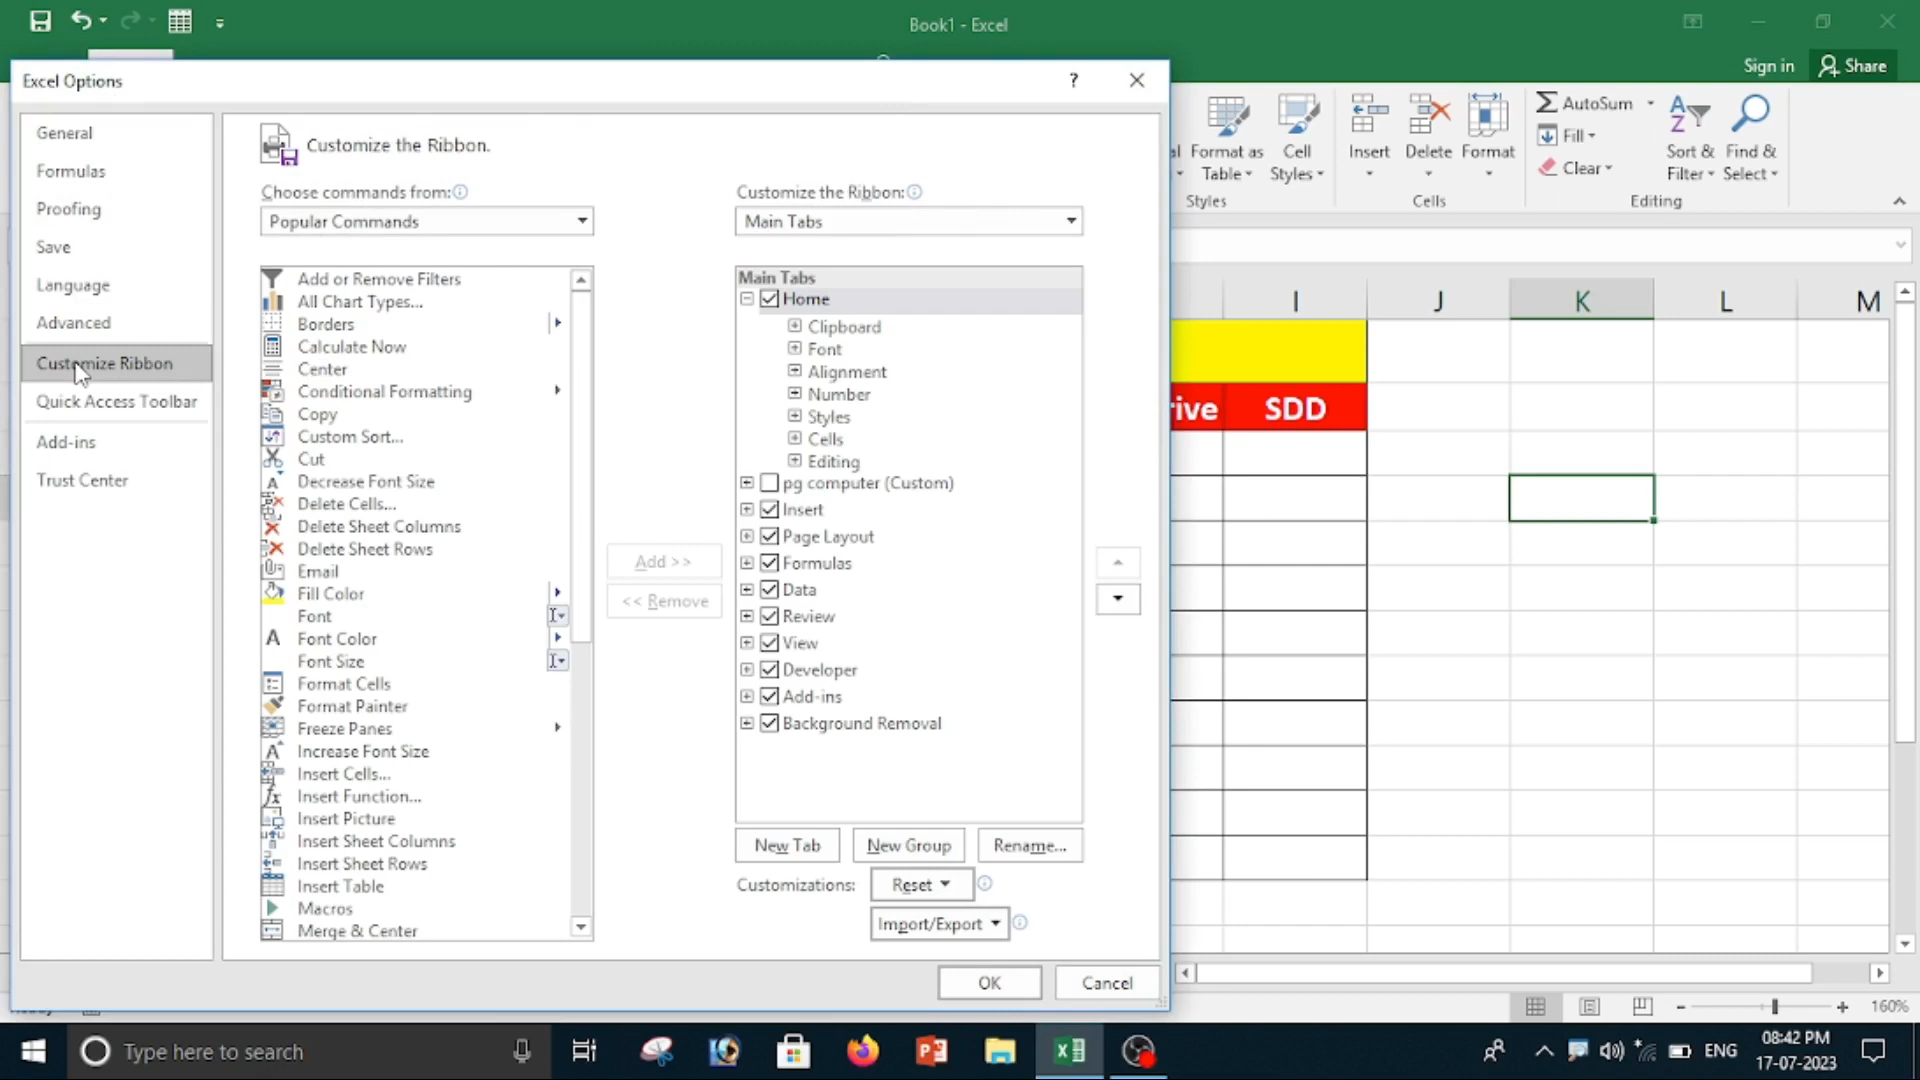 Book1 - Excel
Sign in
Share
Excel Options
?
General
Formulas
Proofing
Save
Language
Advanced
Customize Ribbon
Quick Access Toolbar
Add-ins
Trust Center
Customize the Ribbon.
Choose commands from:
Popular Commands
Add or Remove Filters
All Chart Types...
Borders
Calculate Now
Center
Conditional Formatting
Copy
Custom Sort...
Cut
Decrease Font Size
Delete Cells...
Delete Sheet Columns
Delete Sheet Rows
Email
Fill Color
Font
Font Color
Font Size
Format Cells
Format Painter
Freeze Panes
Increase Font Size
Insert Cells...
Insert Function...
Insert Picture
Insert Sheet Columns
Insert Sheet Rows
Insert Table
Macros
Merge & Center
Add >>
<< Remove
Customize the Ribbon:
Main Tabs
Main Tabs
Home
Clipboard
Font
Alignment
Number
Styles
Cells
Editing
pg computer (Custom)
Insert
Page Layout
Formulas
Data
Review
View
Developer
Add-ins
Background Removal
New Tab
New Group
Rename...
Customizations:
Reset
Import/Export
OK
Cancel
Format as
Table
Cell
Styles
Styles
Insert
Delete
Format
Cells
AutoSum
Fill
Clear
Sort &
Filter
Find &
Select
Editing
I J K L M
rive SDD
160%
Type here to search
ENG
08:42 PM
17-07-2023